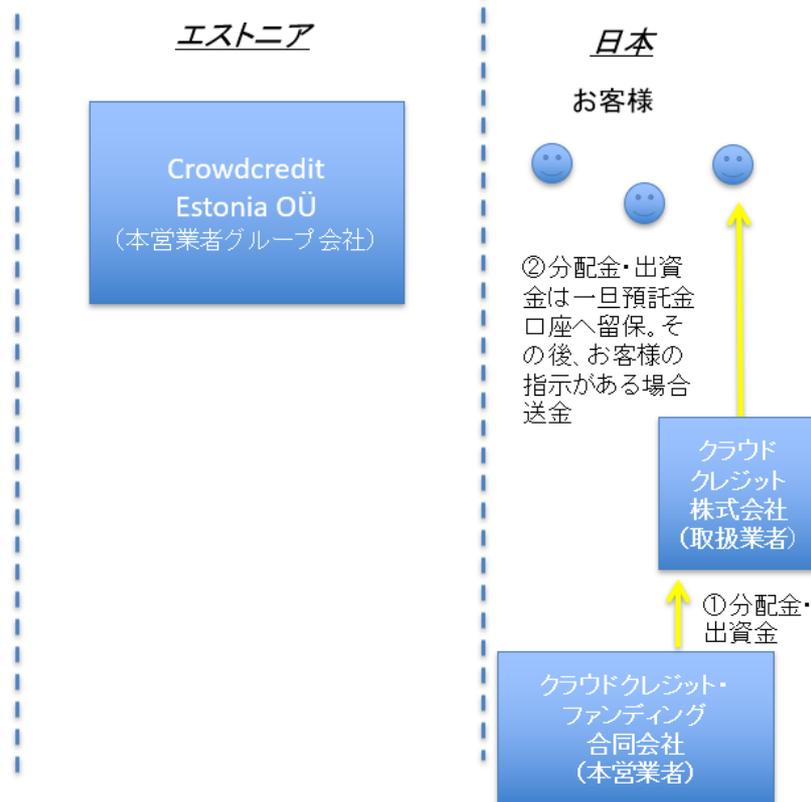 エストニア
Crowdcredit
Estonia OÜ
（本営業者グループ会社）
日本
お客様
②分配金・出資
金は一旦預託金
口座へ留保。そ
の後、お客様の
指示がある場合
送金
クラウド
クレジット
株式会社
（取扱業者）
①分配金・
出資金
クラウドクレジット・
ファンディング
合同会社
（本営業者）